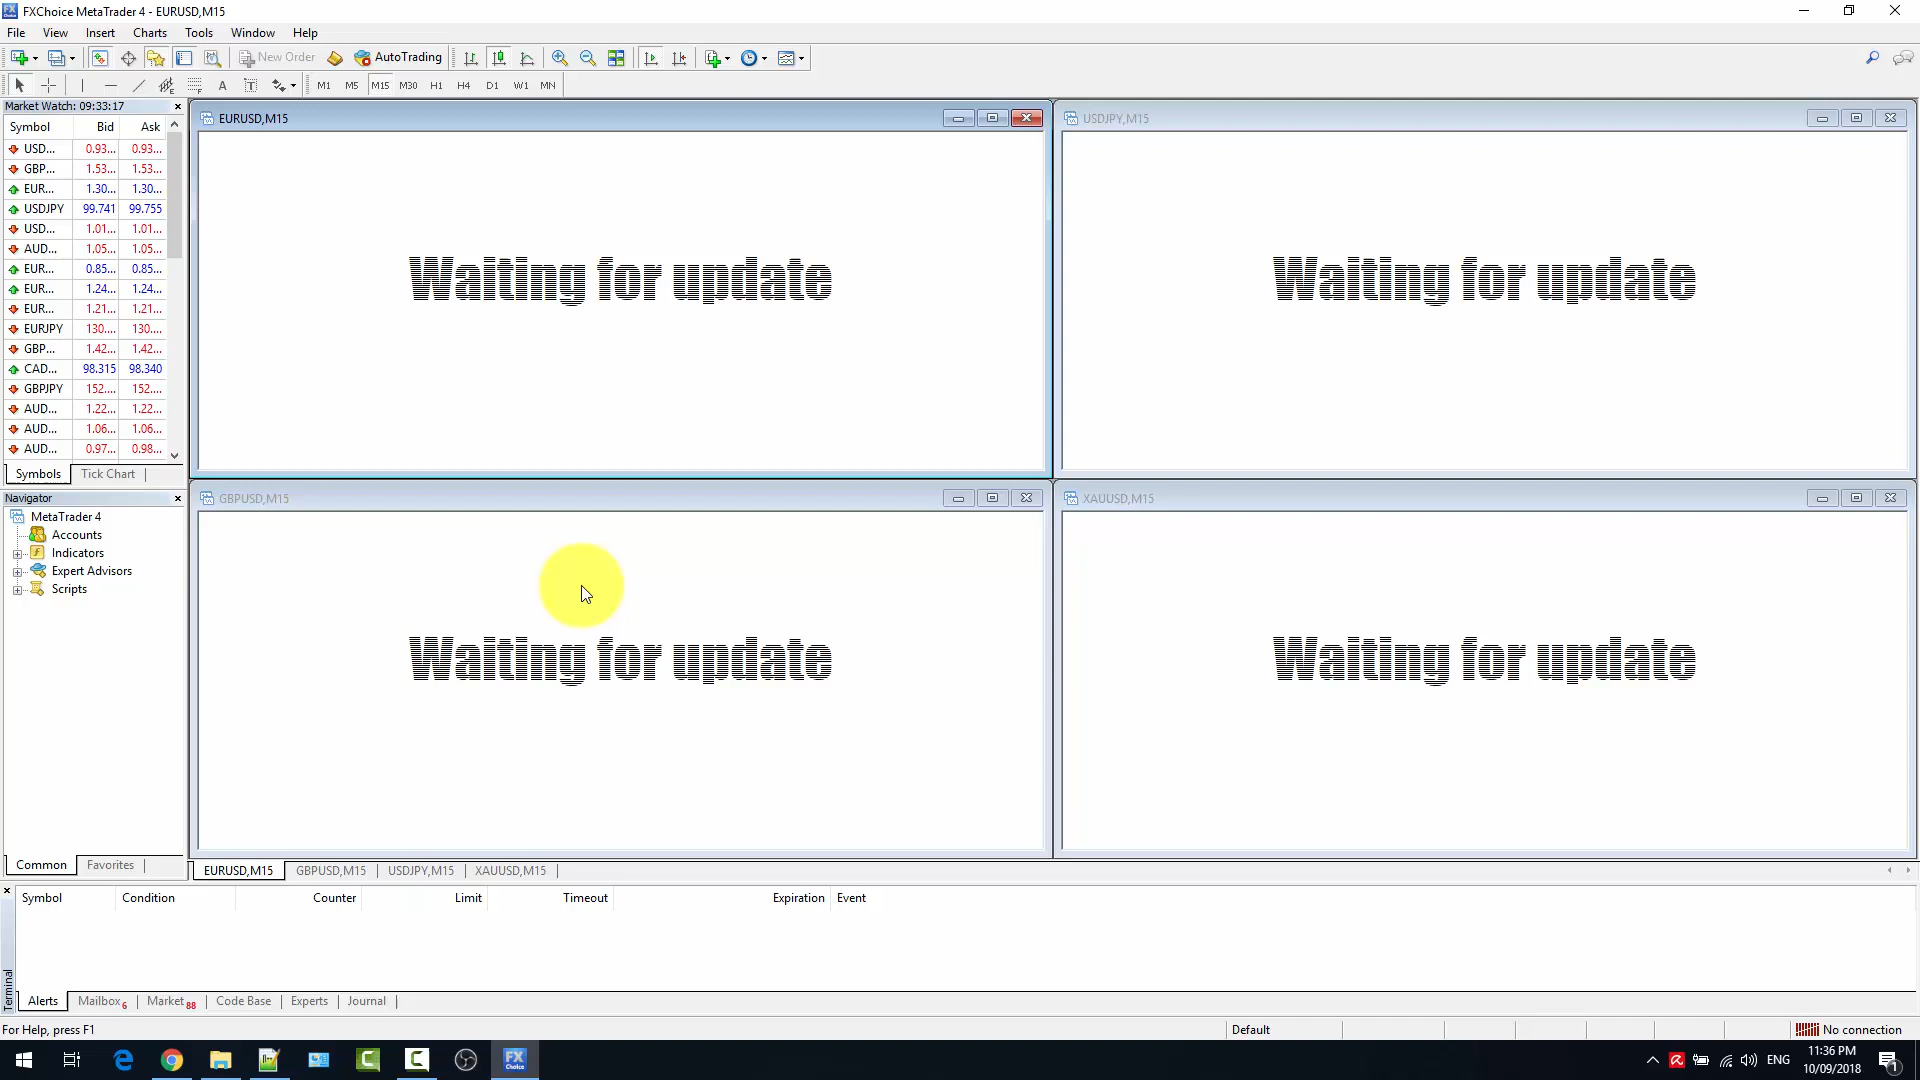 FXChoice MetaTrader 4 - EURUSD,M15
File View Insert Charts Tools Window Help
New Order AutoTrading
A T M1 M5 M15 M30 H1 H4 D1 W1 MN
Market Watch: 09:33:17
Symbol Bid Ask
USD... 0.93... 0.93...
GBP... 1.53... 1.53...
EUR... 1.30... 1.30...
USDJPY 99.741 99.755
USD... 1.01... 1.01...
AUD... 1.05... 1.05...
EUR... 0.85... 0.85...
EUR... 1.24... 1.24...
EUR... 1.21... 1.21...
EURJPY 130.... 130....
GBP... 1.42... 1.42...
CAD... 98.315 98.340
GBPJPY 152.... 152....
AUD... 1.22... 1.22...
AUD... 1.06... 1.06...
AUD... 0.97... 0.98...
Symbols Tick Chart
Navigator
MetaTrader 4
Accounts
Indicators
Expert Advisors
Scripts
Common Favorites
EURUSD,M15
Waiting for update
USDJPY,M15
Waiting for update
GBPUSD,M15
Waiting for update
XAUUSD,M15
Waiting for update
EURUSD,M15 GBPUSD,M15 USDJPY,M15 XAUUSD,M15
Symbol Condition Counter Limit Timeout Expiration Event
Terminal
Alerts Mailbox 6 Market 88 Code Base Experts Journal
For Help, press F1 Default No connection
FX Choice
ENG
11:36 PM
10/09/2018
1